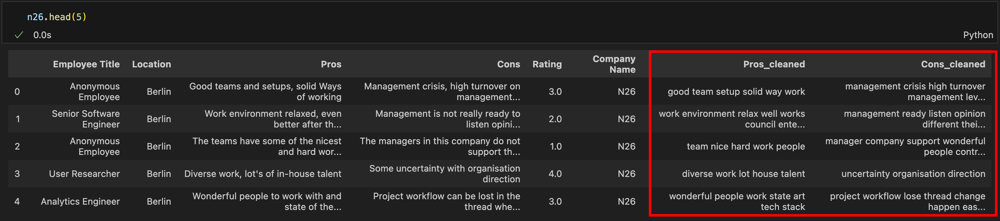 n26.head(5)
0.0s
Python
Employee Title Location Pros Cons Rating Company Name Pros_cleaned Cons_cleaned
0 Anonymous Employee Berlin Good teams and setups, solid Ways of working Management crisis, high turnover on management... 3.0 N26 good team setup solid way work management crisis high turnover management lev...
1 Senior Software Engineer Berlin Work environment relaxed, even better after th... Management is not really ready to listen opini... 2.0 N26 work environment relax well works council ente... management ready listen opinion different thei...
2 Anonymous Employee Berlin The teams have some of the nicest and hard wor... The managers in this company do not support th... 1.0 N26 team nice hard work people manager company support wonderful people contr...
3 User Researcher Berlin Diverse work, lot's of in-house talent Some uncertainty with organisation direction 4.0 N26 diverse work lot house talent uncertainty organisation direction
4 Analytics Engineer Berlin Wonderful people to work with and state of the... Project workflow can be lost in the thread whe... 3.0 N26 wonderful people work state art tech stack project workflow lose thread change happen eas...